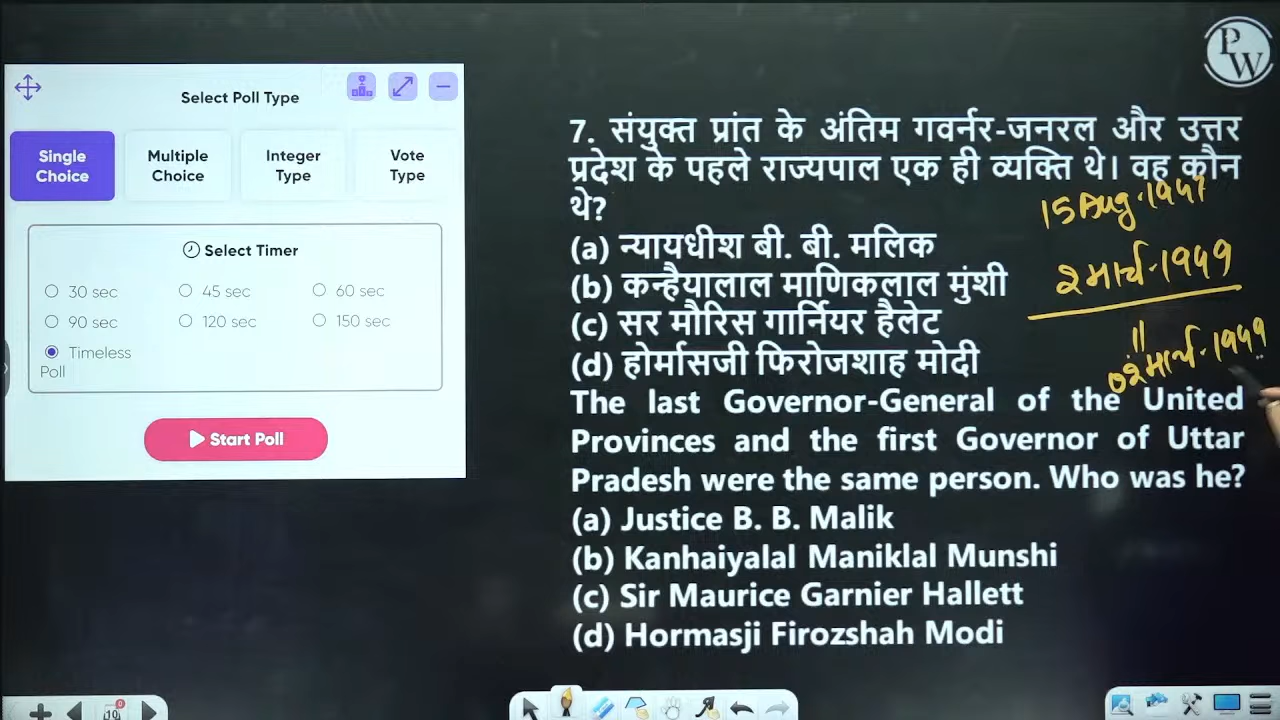 PW
Select Poll Type
Single Choice
Multiple Choice
Integer Type
Vote Type
Select Timer
30 sec
45 sec
60 sec
90 sec
120 sec
150 sec
Timeless Poll
Start Poll
7. संयुक्त प्रांत के अंतिम गवर्नर-जनरल और उत्तर
प्रदेश के पहले राज्यपाल एक ही व्यक्ति थे। वह कौन
थे?
(a) न्यायधीश बी. बी. मलिक
(b) कन्हैयालाल माणिकलाल मुंशी
(c) सर मौरिस गार्नियर हैलेट
(d) होर्मासजी फिरोजशाह मोदी
15 Aug. 1947
2 मार्च. 1949
02 मार्च. 1949
The last Governor-General of the United
Provinces and the first Governor of Uttar
Pradesh were the same person. Who was he?
(a) Justice B. B. Malik
(b) Kanhaiyalal Maniklal Munshi
(c) Sir Maurice Garnier Hallett
(d) Hormasji Firozshah Modi
19
0